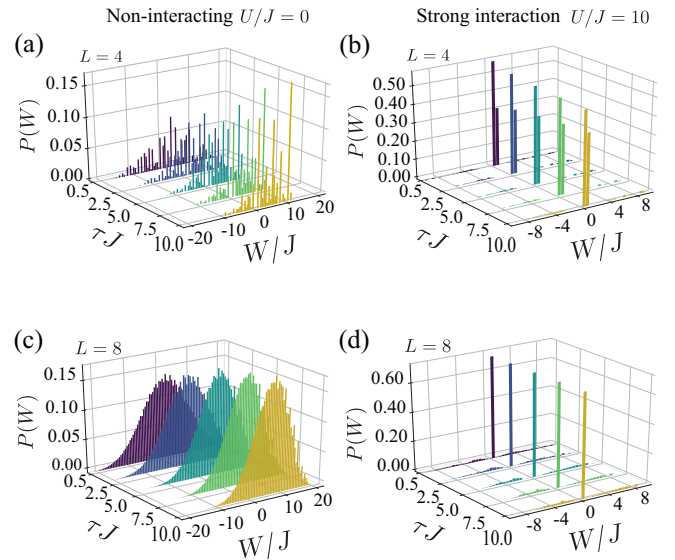 Non-interacting U/J = 0
Strong interaction U/J = 10
(a)
L = 4
P(W)
0.15
0.10
0.05
0.00
0.5
2.5
5.0
7.5
10.0
τJ
-20
-10
0
10
20
W/J
(b)
L = 4
P(W)
0.50
0.40
0.30
0.20
0.10
0.00
0.5
2.5
5.0
7.5
10.0
τJ
-8
-4
0
4
8
W/J
(c)
L = 8
P(W)
0.15
0.10
0.05
0.00
0.5
2.5
5.0
7.5
10.0
τJ
-20
-10
0
10
20
W/J
(d)
L = 8
P(W)
0.60
0.40
0.20
0.00
0.5
2.5
5.0
7.5
10.0
τJ
-8
-4
0
4
8
W/J